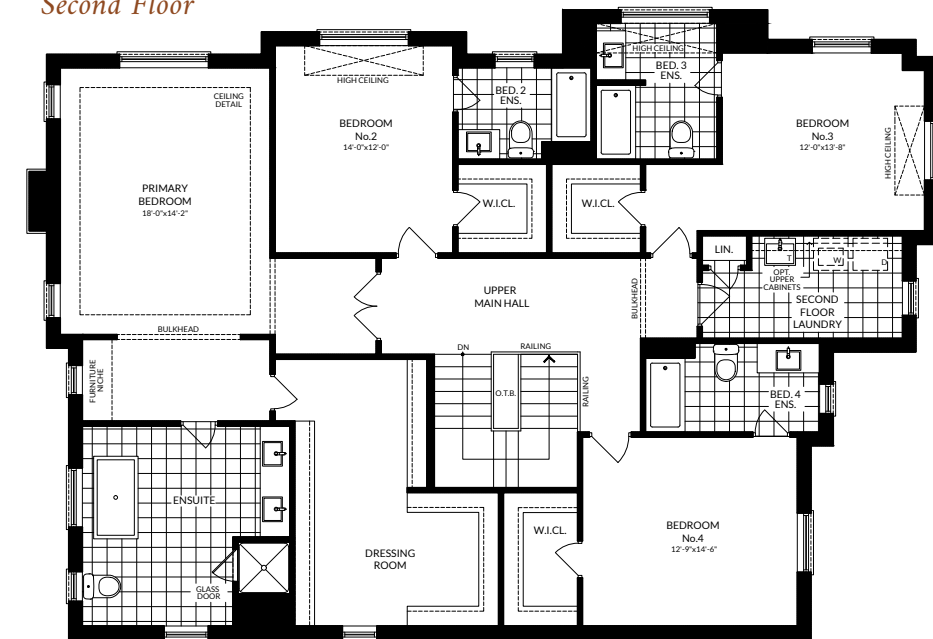 Second Floor
CEILING
DETAIL
PRIMARY
BEDROOM
18'-0"x14'-2"
BULKHEAD
FURNITURE
NICHE
ENSUITE
GLASS
DOOR
HIGH CEILING
BEDROOM
No.2
14'-0"x12'-0"
BED. 2
ENS.
W.I.CL.
HIGH CEILING
BED. 3
ENS.
W.I.CL.
BEDROOM
No.3
12'-0"x13'-8"
HIGH CEILING
UPPER
MAIN HALL
BULKHEAD
LIN.
T
W
D
OPT.
UPPER
CABINETS
SECOND
FLOOR
LAUNDRY
DN
RAILING
O.T.B.
RAILING
BED. 4
ENS.
DRESSING
ROOM
W.I.CL.
BEDROOM
No.4
12'-9"x14'-6"